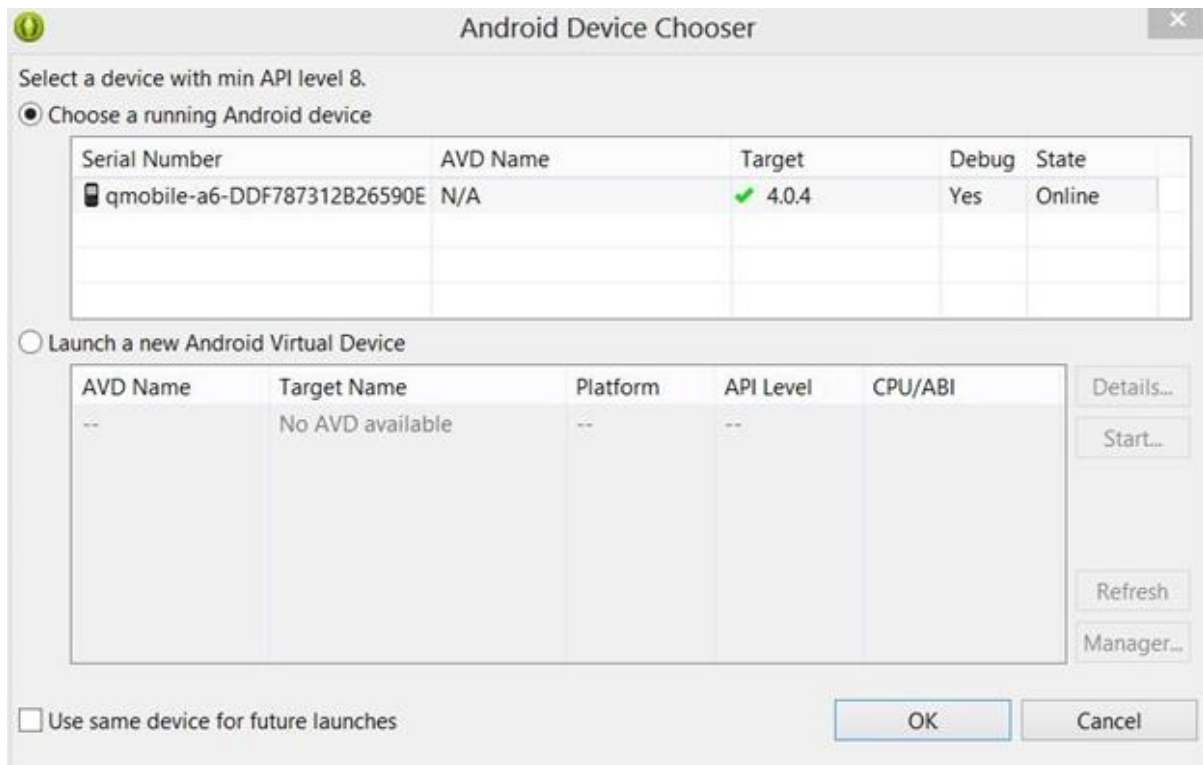 Android Device Chooser
Select a device with min API level 8.
Choose a running Android device
Serial Number AVD Name Target Debug State
qmobile-a6-DDF787312B26590E N/A 4.0.4 Yes Online
Launch a new Android Virtual Device
AVD Name Target Name Platform API Level CPU/ABI
-- No AVD available -- --
Details...
Start...
Refresh
Manager...
Use same device for future launches
OK Cancel